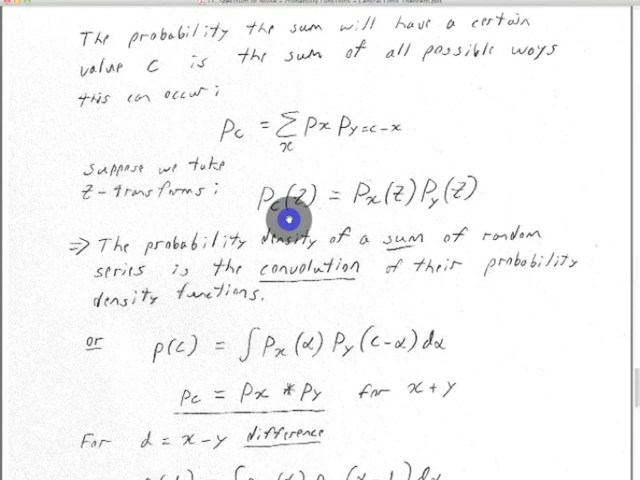 The probability the sum will have a certain
value C is the sum of all possible ways
this can occur:
Pc = Σx Px Py=c-x
Suppose we take
Z-transforms: Pc(Z) = Px(Z) Py(Z)
⇒ The probability density of a sum of random
series is the convolution of their probability
density functions.
or p(c) = ∫ Px(α) Py(c-α) dα
Pc = Px * Py for x + y
For d = x - y difference